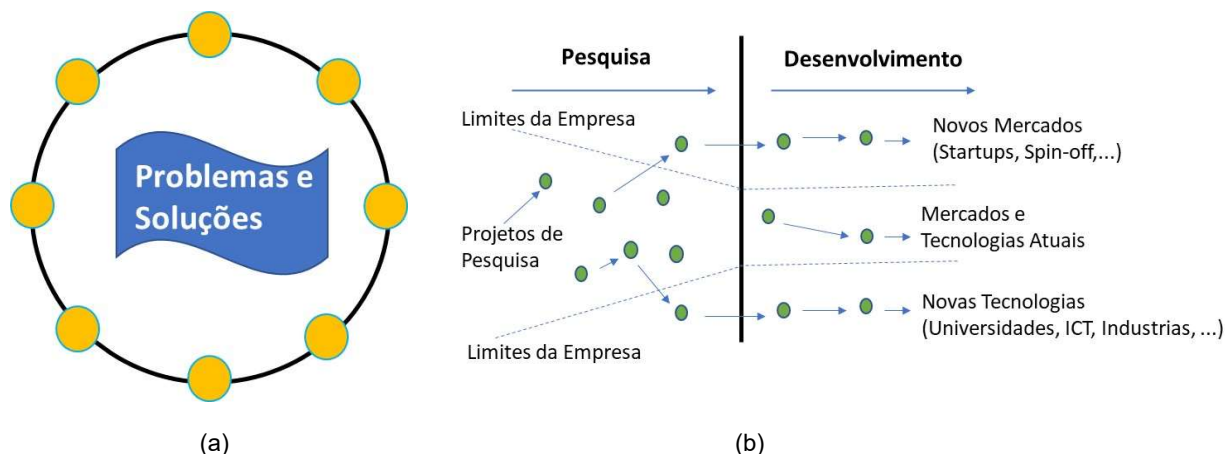 Problemas e
Soluções
(a)
Pesquisa
Desenvolvimento
Limites da Empresa
Projetos de
Pesquisa
Limites da Empresa
Novos Mercados
(Startups, Spin-off,...)
Mercados e
Tecnologias Atuais
Novas Tecnologias
(Universidades, ICT, Industrias, ...)
(b)